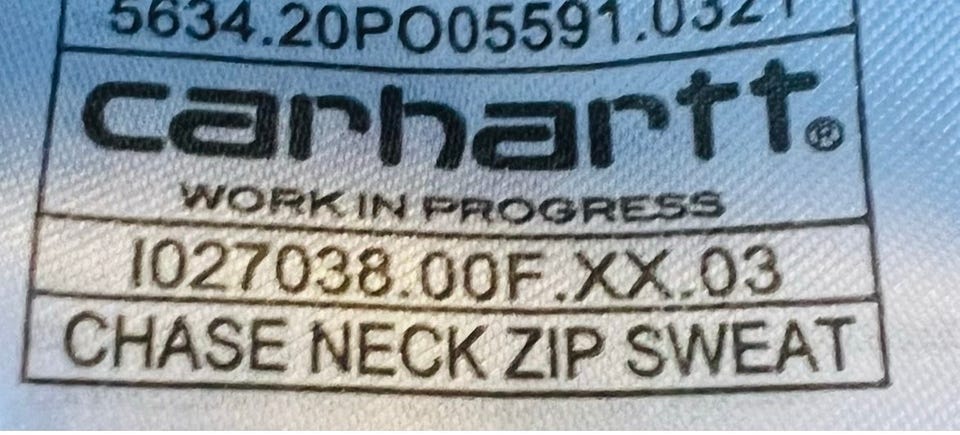 5634.20PO05591.0321
carhartt®
WORK IN PROGRESS
I027038.00F.XX.03
CHASE NECK ZIP SWEAT